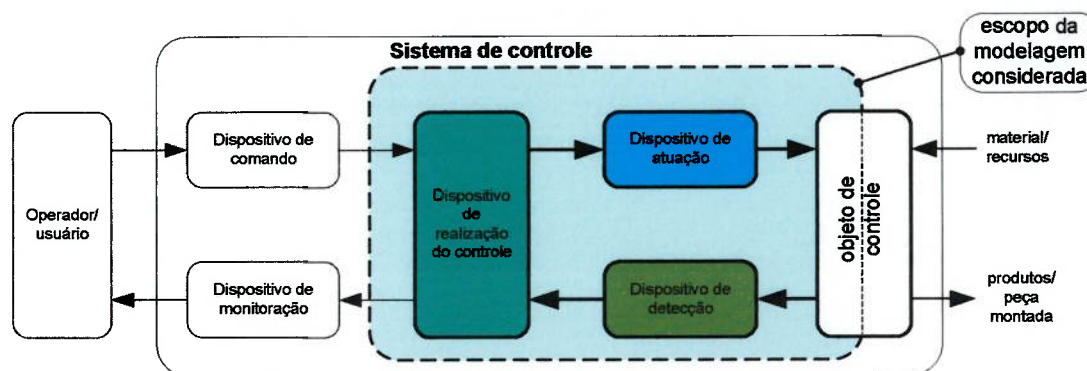 Sistema de controle
escopo da
modelagem
considerada
Operador/
usuário
Dispositivo de
comando
Dispositivo de
monitoração
Dispositivo
de
realização
do controle
Dispositivo de
atuação
Dispositivo de
detecção
objeto de
controle
material/
recursos
produtos/
peça
montada